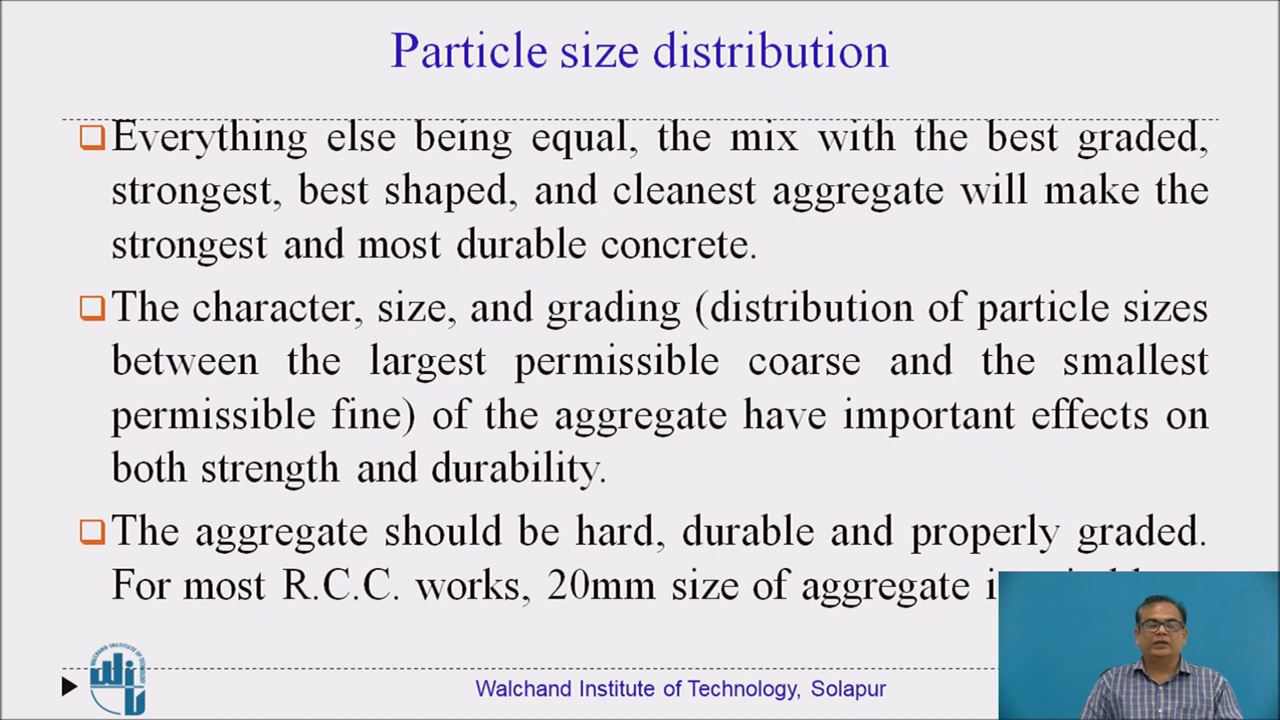 Particle size distribution
Everything else being equal, the mix with the best graded,
strongest, best shaped, and cleanest aggregate will make the
strongest and most durable concrete.
The character, size, and grading (distribution of particle sizes
between the largest permissible coarse and the smallest
permissible fine) of the aggregate have important effects on
both strength and durability.
The aggregate should be hard, durable and properly graded.
For most R.C.C. works, 20mm size of aggregate
WALCHAND INSTITUTE OF TECHNOLOGY
Walchand Institute of Technology, Solapur